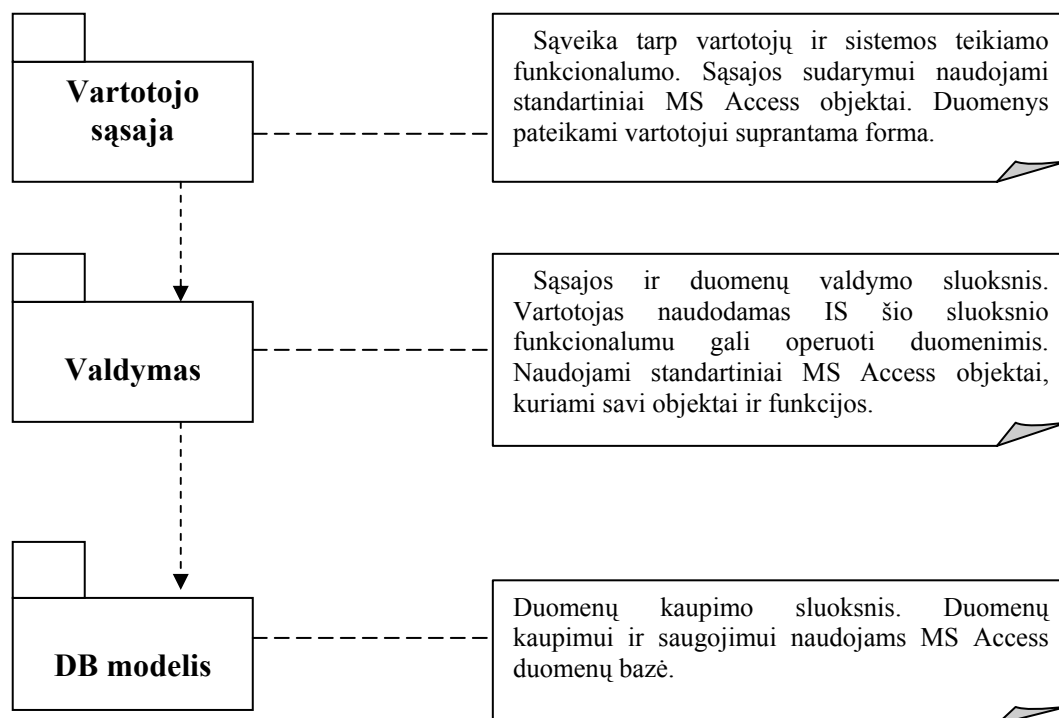 Vartotojo
sąsaja
Sąveika tarp vartotojų ir sistemos teikiamo
funkcionalumo. Sąsajos sudarymui naudojami
standartiniai MS Access objektai. Duomenys
pateikami vartotojui suprantama forma.
Valdymas
Sąsajos ir duomenų valdymo sluoksnis.
Vartotojas naudodamas IS šio sluoksnio
funkcionalumu gali operuoti duomenimis.
Naudojami standartiniai MS Access objektai,
kuriami savi objektai ir funkcijos.
DB modelis
Duomenų kaupimo sluoksnis. Duomenų
kaupimui ir saugojimui naudojams MS Access
duomenų bazė.